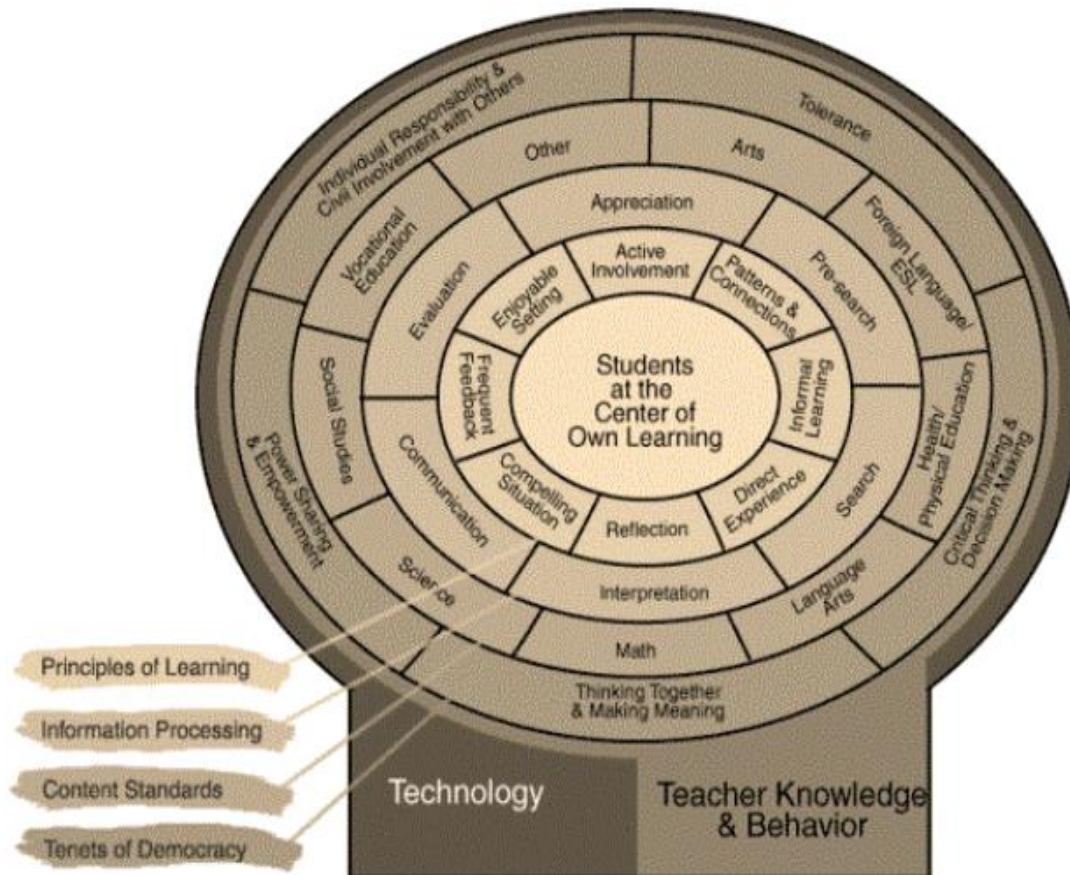 Individual Responsibility &
Civil Involvement with Others
Tolerance
Other
Arts
Vocational
Education
Foreign Language/
ESL
Appreciation
Evaluation
Pre-search
Active
Involvement
Enjoyable
Setting
Patterns &
Connections
Students
at the
Center of
Own Learning
Frequent
Feedback
Informal
Learning
Social Studies
Health/
Physical Education
Power Sharing
& Empowerment
Critical Thinking &
Decision Making
Communication
Search
Compelling
Situation
Direct
Experience
Reflection
Interpretation
Science
Language
Arts
Math
Thinking Together
& Making Meaning
Principles of Learning
Information Processing
Content Standards
Tenets of Democracy
Technology
Teacher Knowledge
& Behavior